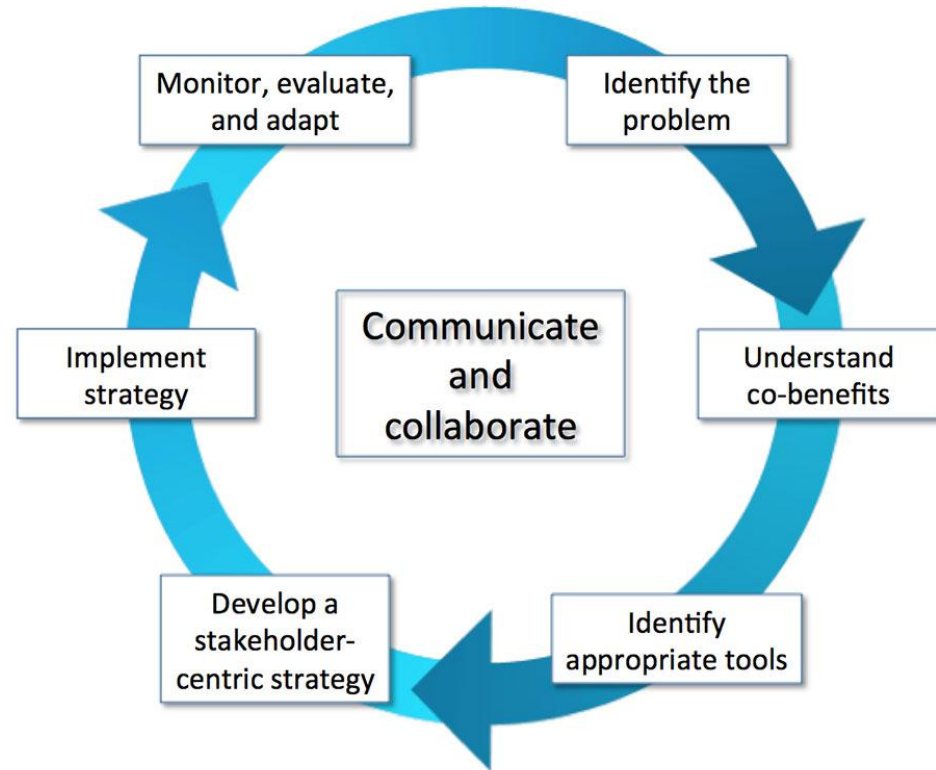 Monitor, evaluate,
and adapt
Identify the
problem
Understand
co-benefits
Identify
appropriate tools
Develop a
stakeholder-
centric strategy
Implement
strategy
Communicate
and
collaborate